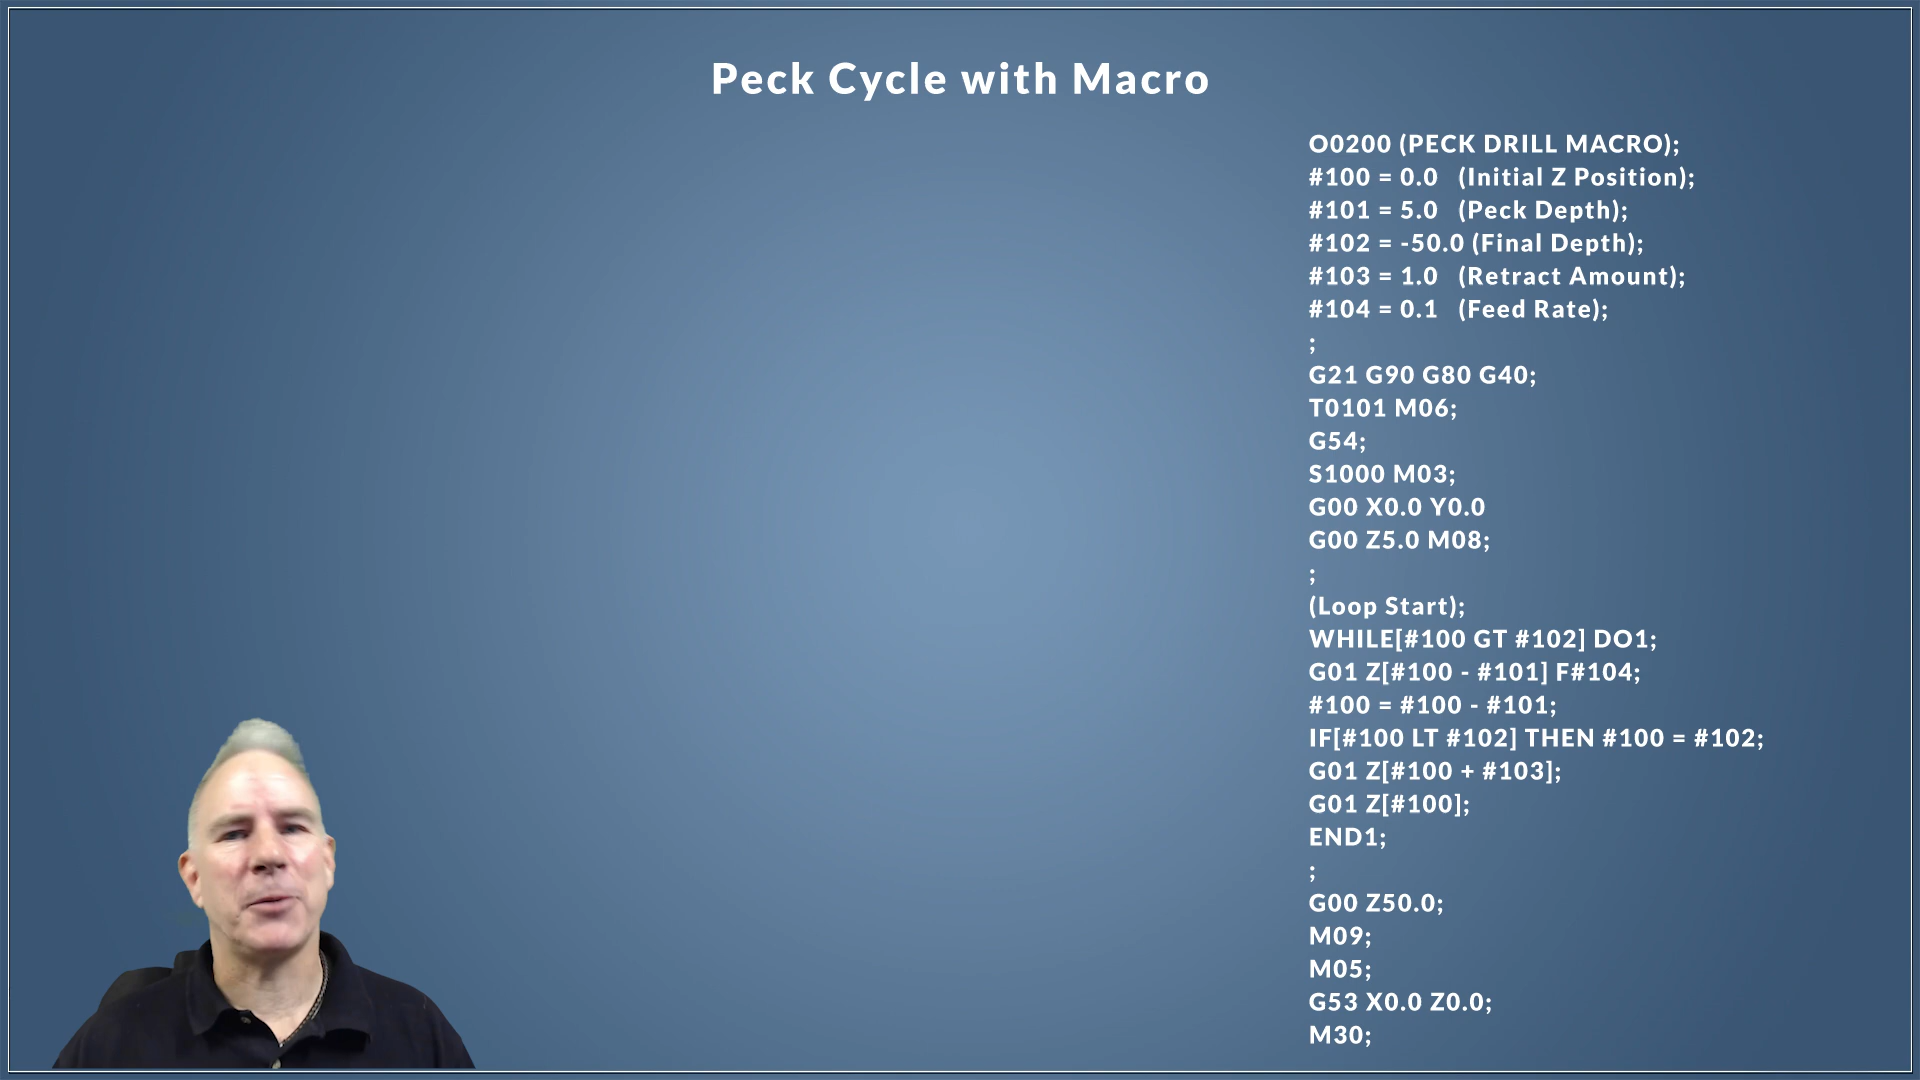 Peck Cycle with Macro
O0200 (PECK DRILL MACRO);
#100 = 0.0   (Initial Z Position);
#101 = 5.0   (Peck Depth);
#102 = -50.0 (Final Depth);
#103 = 1.0   (Retract Amount);
#104 = 0.1   (Feed Rate);
;
G21 G90 G80 G40;
T0101 M06;
G54;
S1000 M03;
G00 X0.0 Y0.0
G00 Z5.0 M08;
;
(Loop Start);
WHILE[#100 GT #102] DO1;
G01 Z[#100 - #101] F#104;
#100 = #100 - #101;
IF[#100 LT #102] THEN #100 = #102;
G01 Z[#100 + #103];
G01 Z[#100];
END1;
;
G00 Z50.0;
M09;
M05;
G53 X0.0 Z0.0;
M30;